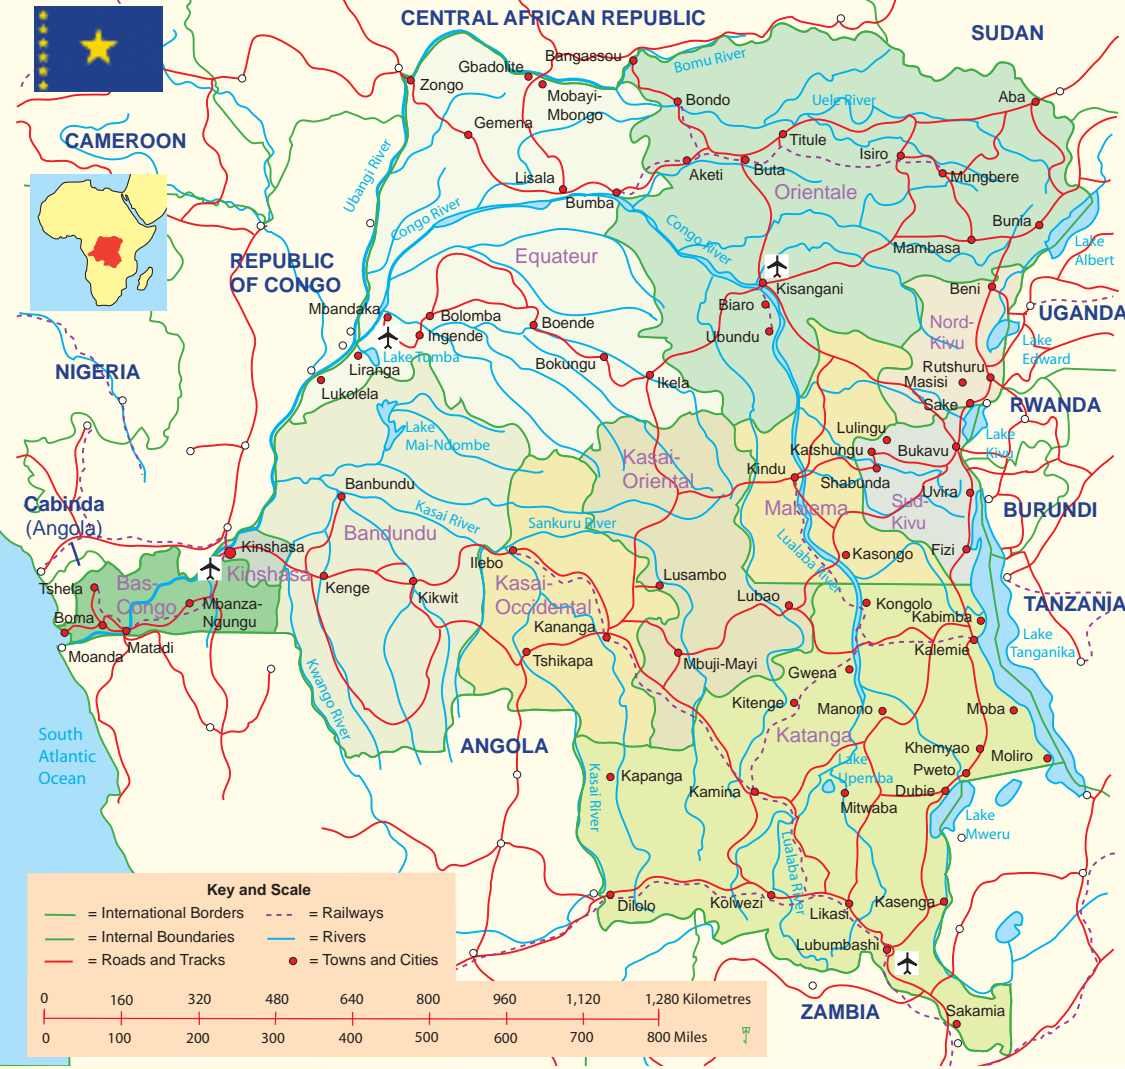 CENTRAL AFRICAN REPUBLIC
SUDAN
Bangassou
Bomu River
Gbadolite
Zongo
Mobayi-
Mbongo
Bondo
Uele River
Aba
Gemena
CAMEROON
Titule
Isiro
Ubangi River
Lisala
Aketi
Buta
Mungbere
Orientale
Bumba
Congo River
Congo River
Bunia
Mambasa
Lake
Albert
REPUBLIC
OF CONGO
Equateur
Kisangani
Beni
Mbandaka
Bolomba
Biaro
UGANDA
Ingende
Boende
Ubundu
Nord-
Kivu
Lake
Edward
Lake Tumba
Liranga
Bokungu
Rutshuru
NIGERIA
Ikela
Masisi
Lukolela
Sake
RWANDA
Lake
Mai-Ndombe
Lulingu
Lake
Kivu
Kasai-
Oriental
Katshungu
Bukavu
Kindu
Shabunda
Banbundu
Uvira
Cabinda
(Angola)
Kasai River
Maniema
Sud-
Kivu
BURUNDI
Bandundu
Sankuru River
Kinshasa
Lualaba River
Kasongo
Fizi
Ilebo
Kinshasa
Tshela
Bas-
Congo
Kenge
Kikwit
Kasai-
Occidental
Lusambo
Lubao
Kongolo
TANZANIA
Mbanza-
Ngungu
Boma
Kananga
Kabimba
Matadi
Moanda
Tshikapa
Mbuji-Mayi
Kalemie
Lake
Tanganika
Kwango River
Gwena
Kitenge
Manono
Moba
South
Atlantic
Ocean
ANGOLA
Katanga
Khemyao
Moliro
Lake
Upemba
Pweto
Kasai River
Kapanga
Kamina
Dubie
Mitwaba
Lake
Mweru
Lualaba River
Dilolo
Kolwezi
Likasi
Kasenga
Lubumbashi
ZAMBIA
Sakamia
Key and Scale
= International Borders
= Railways
= Internal Boundaries
= Rivers
= Roads and Tracks
= Towns and Cities
0 160 320 480 640 800 960 1,120 1,280 Kilometres
0 100 200 300 400 500 600 700 800 Miles